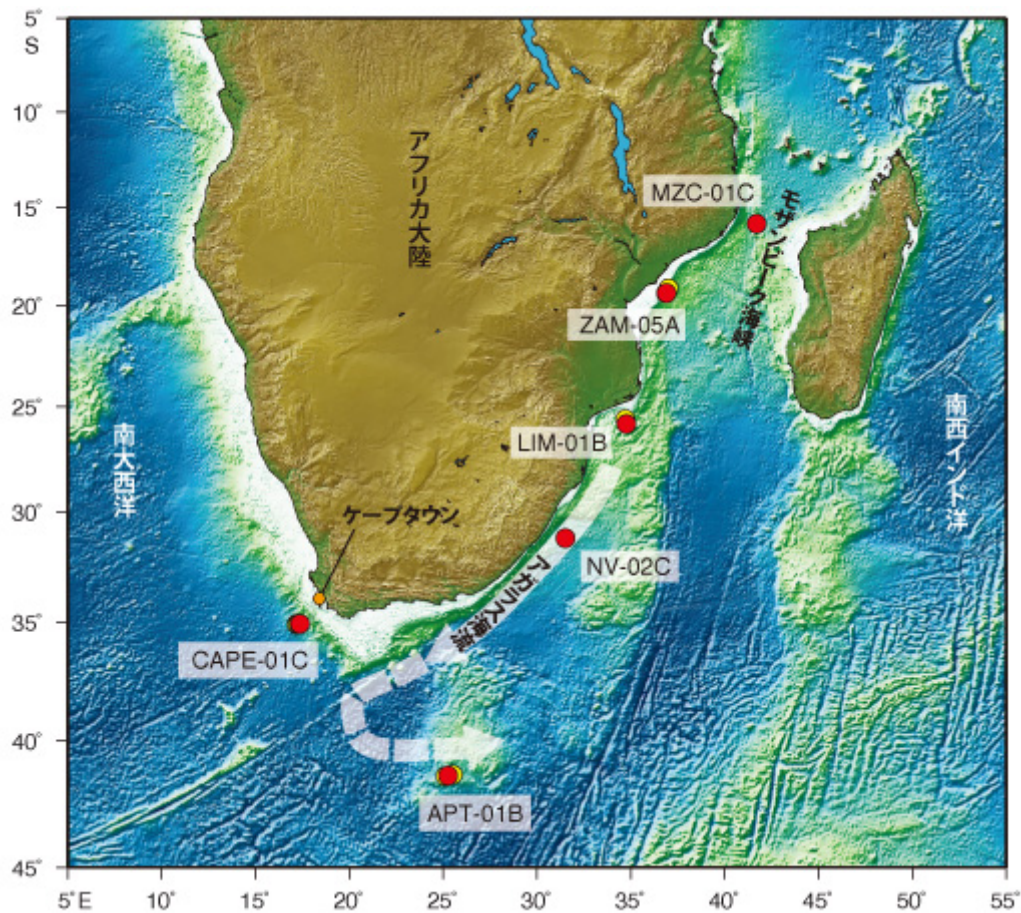 5°
S
10°
15°
20°
25°
30°
35°
40°
45°
5°E
10°
15°
20°
25°
30°
35°
40°
45°
50°
55°
アフリカ大陸
MZC-01C
モザンビーク海峡
ZAM-05A
LIM-01B
南大西洋
南西インド洋
ケープタウン
NV-02C
アガラス海流
CAPE-01C
APT-01B